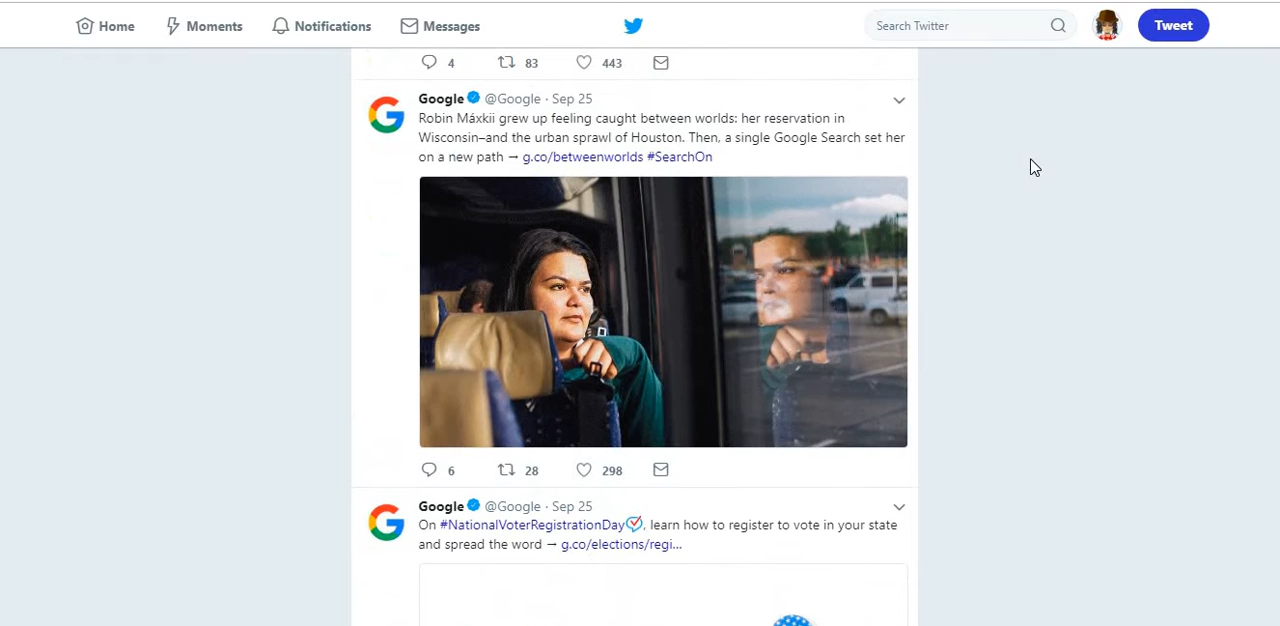 Home Moments Notifications Messages Search Twitter Tweet
4 83 443
Google @Google · Sep 25
Robin Máxkii grew up feeling caught between worlds: her reservation in
Wisconsin–and the urban sprawl of Houston. Then, a single Google Search set her
on a new path → g.co/betweenworlds #SearchOn
6 28 298
Google @Google · Sep 25
On #NationalVoterRegistrationDay, learn how to register to vote in your state
and spread the word → g.co/elections/regi...